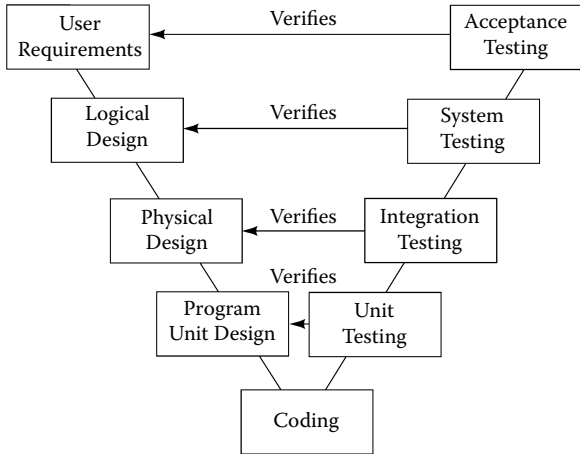 User
Requirements
Verifies
Acceptance
Testing
Logical
Design
Verifies
System
Testing
Physical
Design
Verifies
Integration
Testing
Verifies
Program
Unit Design
Unit
Testing
Coding